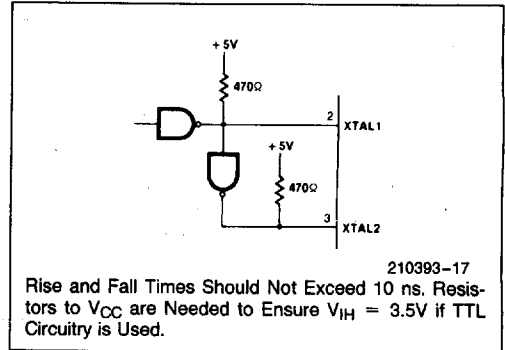 + 5V
470Ω
2
XTAL1
+ 5V
470Ω
3
XTAL2
210393–17
Rise and Fall Times Should Not Exceed 10 ns. Resis-
tors to VCC are Needed to Ensure VIH = 3.5V if TTL
Circuitry is Used.